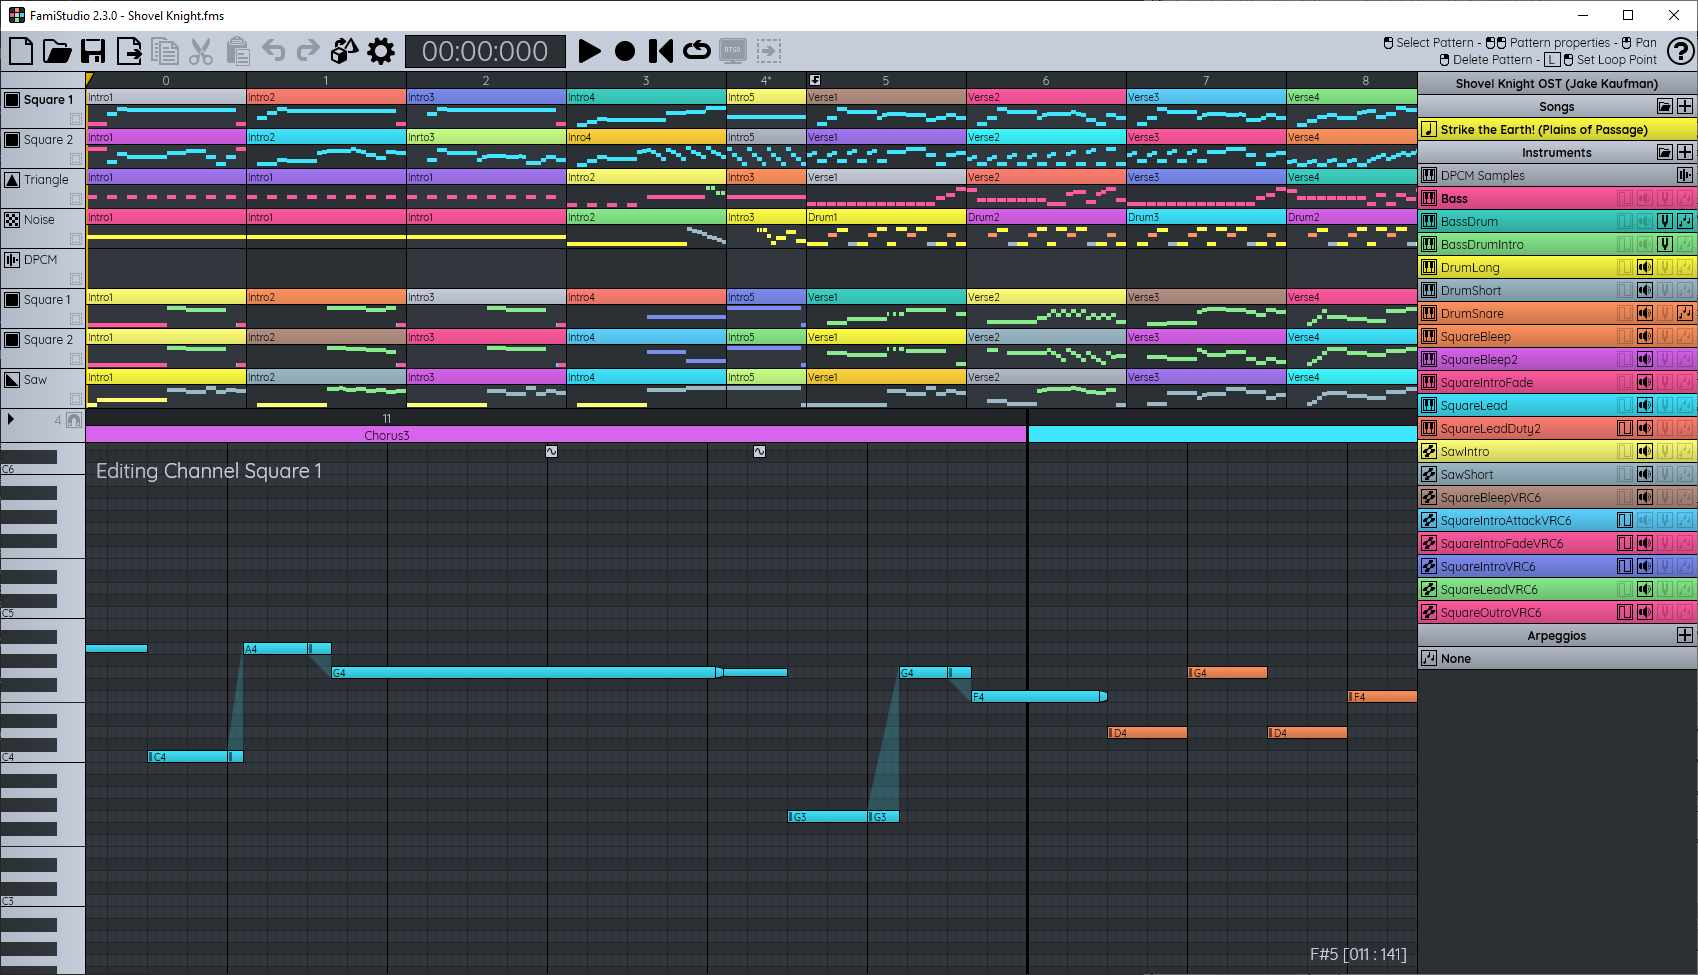 FamiStudio 2.3.0 - Shovel Knight.fms
00:00:000
NTSC
Select Pattern - Pattern properties - Pan
Delete Pattern - L Set Loop Point
?
0 1 2 3 4* 5 6 7 8
Square 1
Intro1 Intro2 Intro3 Intro4 Intro5 Verse1 Verse2 Verse3 Verse4
Square 2
Intro1 Intro2 Inrto3 Inro4 Intro5 Verse1 Verse2 Verse3 Verse4
Triangle
Intro1 Intro1 Intro1 Intro2 Intro3 Verse1 Verse2 Verse3 Verse4
Noise
Intro1 Intro1 Intro1 Intro2 Intro3 Drum1 Drum2 Drum3 Drum2
DPCM
Square 1
Intro1 Intro2 Intro3 Intro4 Intro5 Verse1 Verse2 Verse3 Verse4
Square 2
Intro1 Intro2 Intro3 Intro4 Intro5 Verse1 Verse2 Verse3 Verse4
Saw
Intro1 Intro2 Intro3 Intro4 Intro5 Verse1 Verse2 Verse3 Verse4
4
11
Chorus3
Editing Channel Square 1
C6
C5
C4
C3
A4
G4
C4
G3 G3
G4
F4
D4
G4
D4
F4
F#5 [011 : 141]
Shovel Knight OST (Jake Kaufman)
Songs
Strike the Earth! (Plains of Passage)
Instruments
DPCM Samples
Bass
BassDrum
BassDrumIntro
DrumLong
DrumShort
DrumSnare
SquareBleep
SquareBleep2
SquareIntroFade
SquareLead
SquareLeadDuty2
SawIntro
SawShort
SquareBleepVRC6
SquareIntroAttackVRC6
SquareIntroFadeVRC6
SquareIntroVRC6
SquareLeadVRC6
SquareOutroVRC6
Arpeggios
None